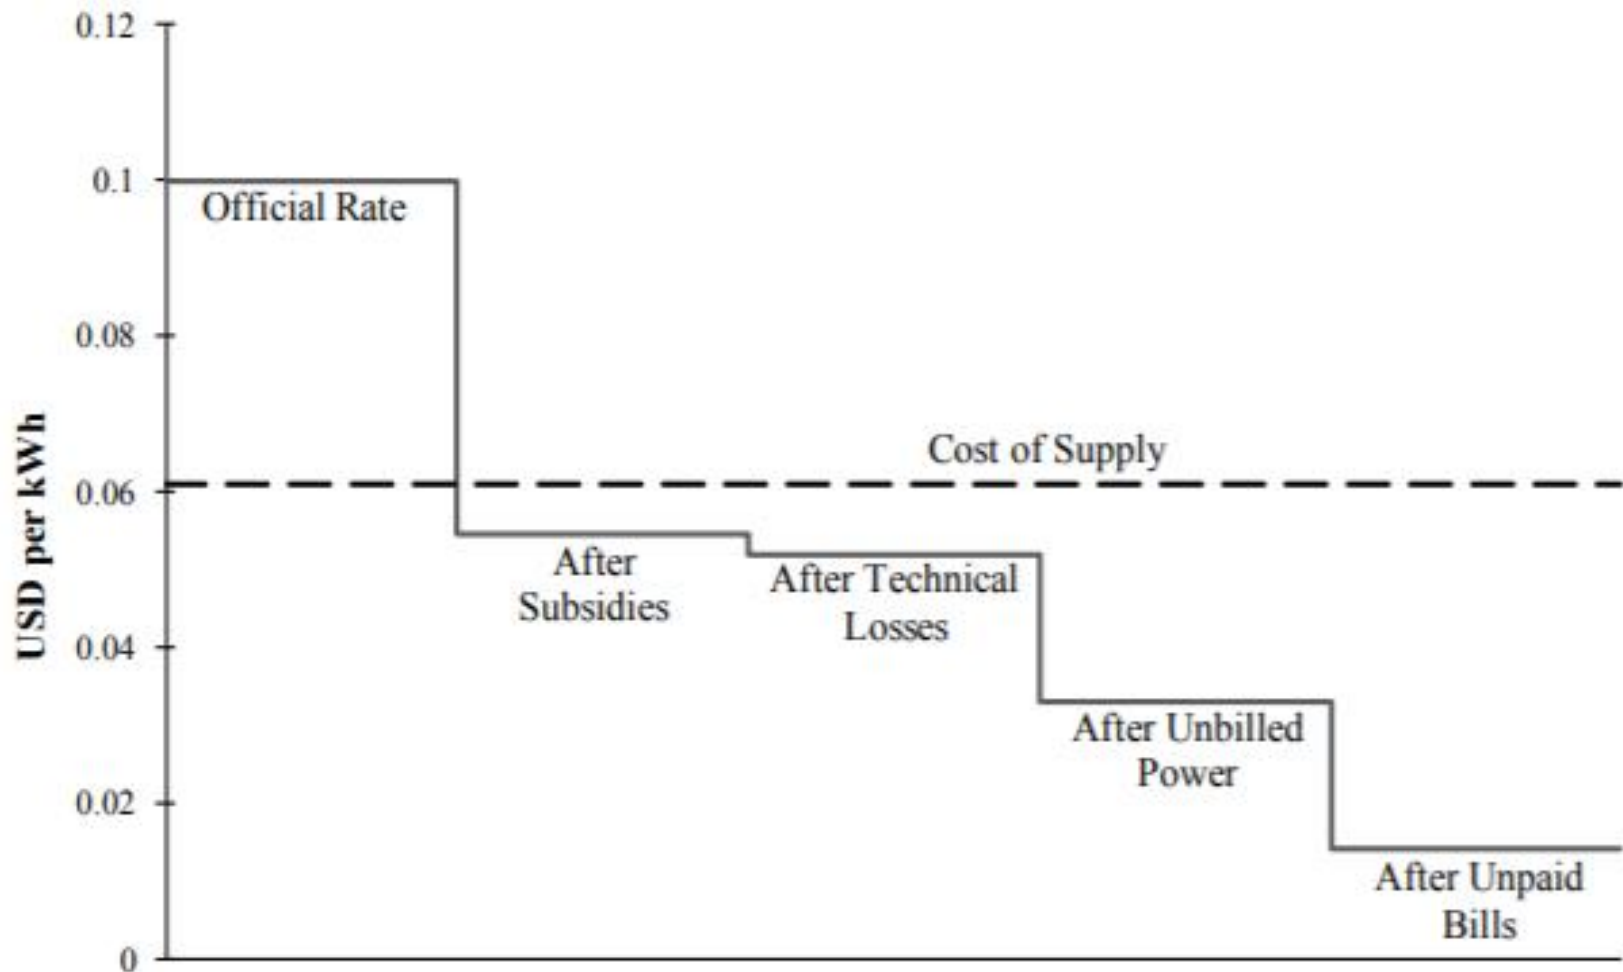 0.12
0.1
0.08
0.06
0.04
0.02
0
USD per kWh
Official Rate
Cost of Supply
After
Subsidies
After Technical
Losses
After Unbilled
Power
After Unpaid
Bills